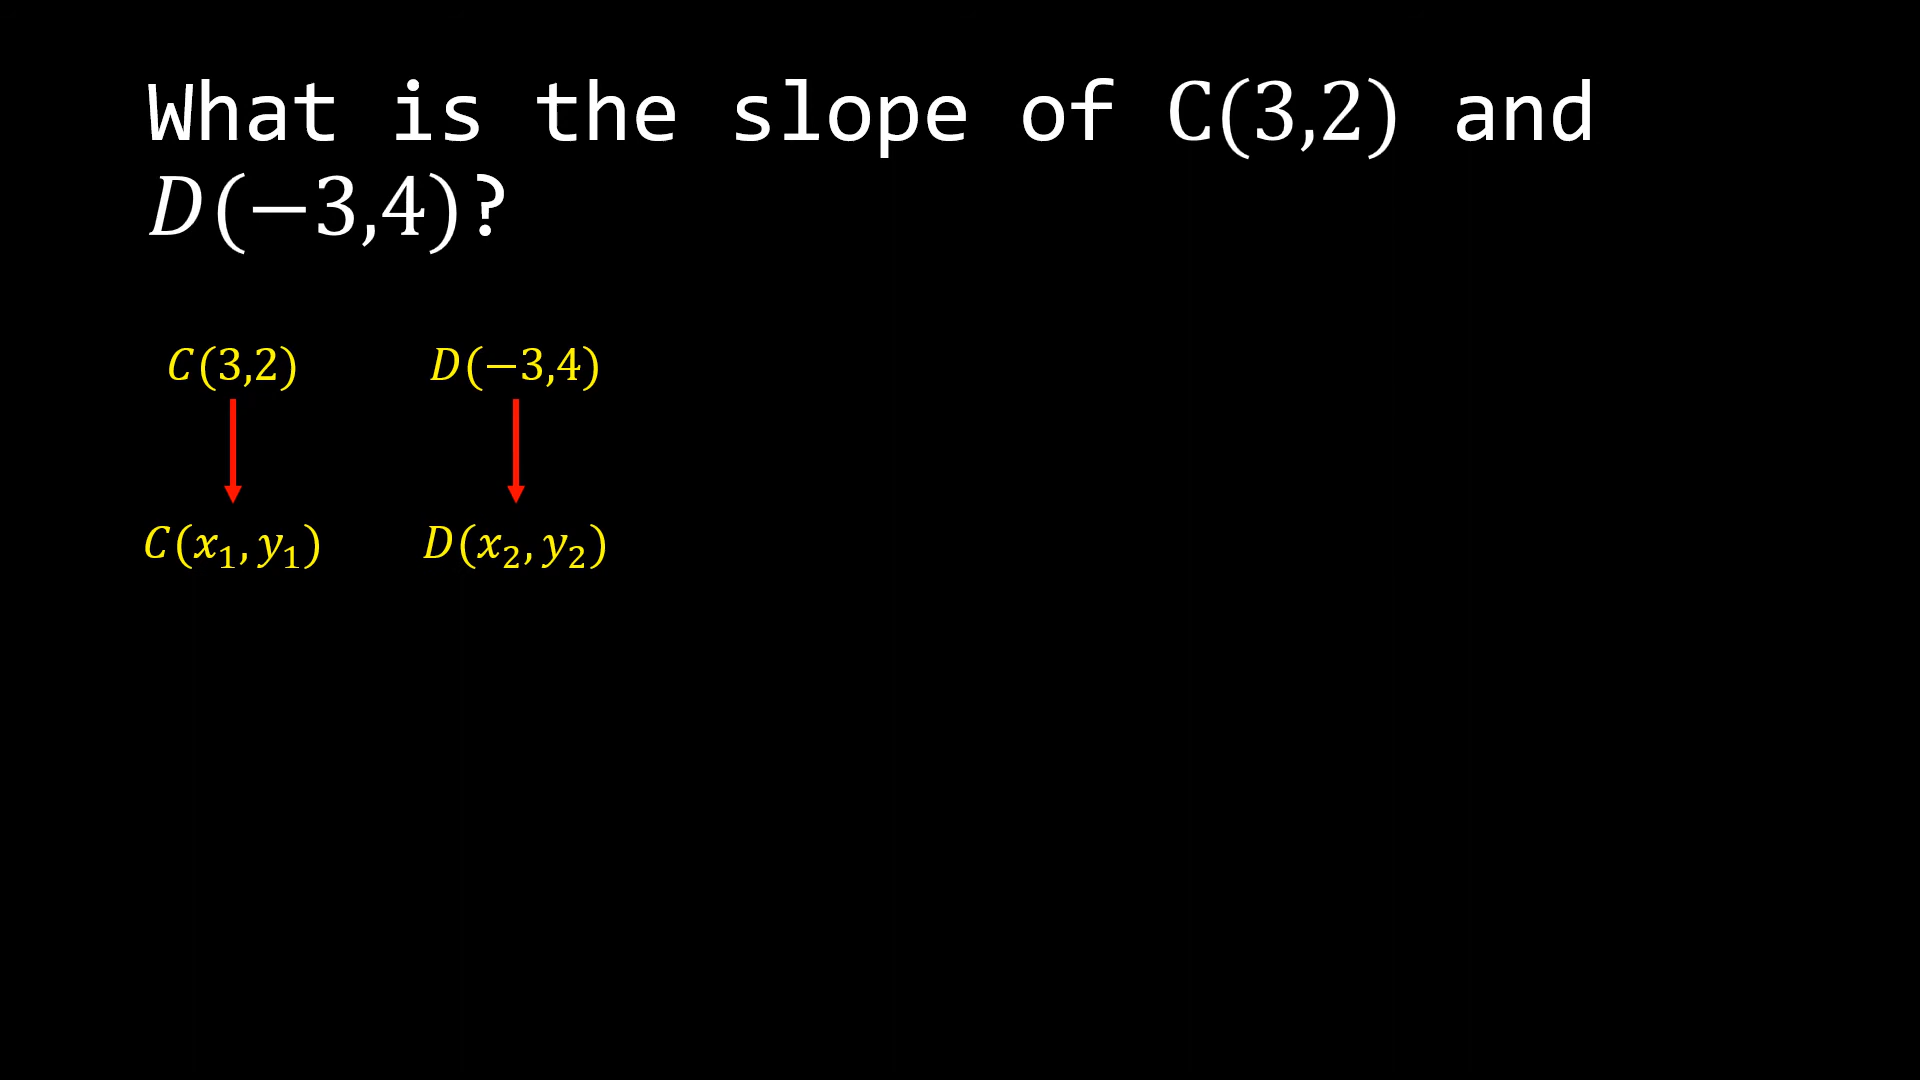 What is the slope of C(3,2) and
D(−3,4)?
C(3,2) D(−3,4)
C(x₁, y₁) D(x₂, y₂)